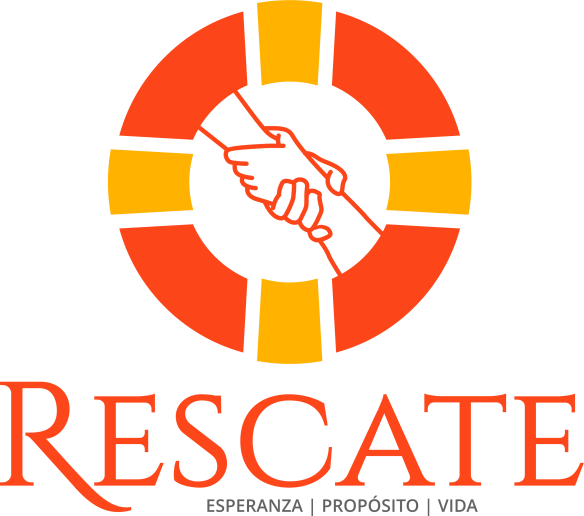 RESCATE
ESPERANZA | PROPÓSITO | VIDA